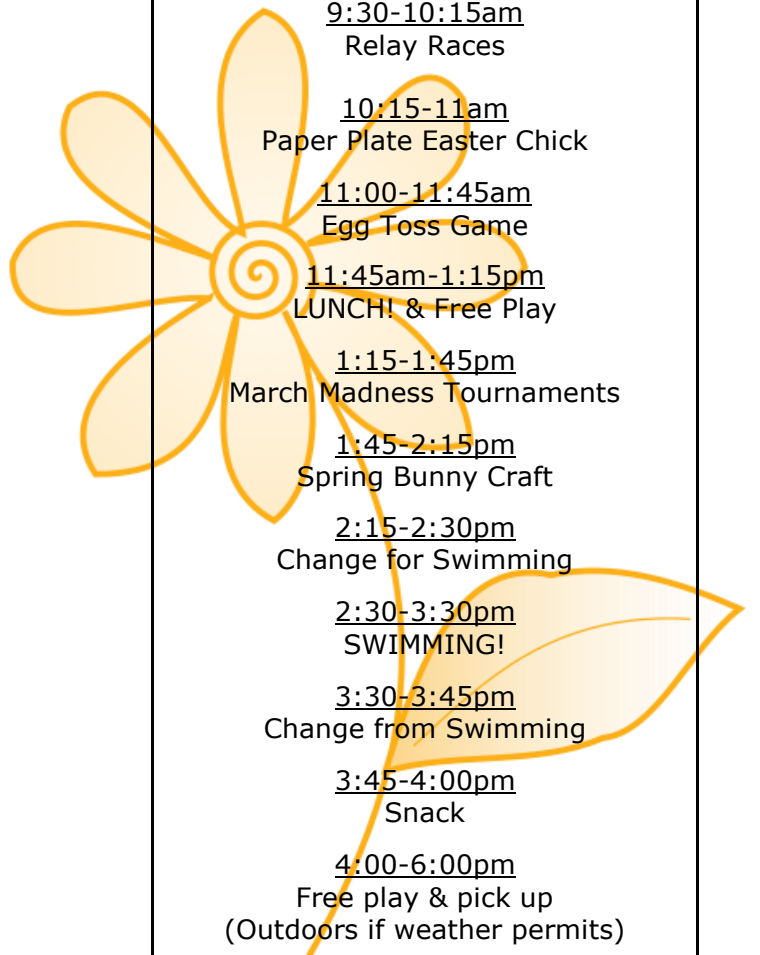 9:30-10:15am
Relay Races
10:15-11am
Paper Plate Easter Chick
11:00-11:45am
Egg Toss Game
11:45am-1:15pm
LUNCH! & Free Play
1:15-1:45pm
March Madness Tournaments
1:45-2:15pm
Spring Bunny Craft
2:15-2:30pm
Change for Swimming
2:30-3:30pm
SWIMMING!
3:30-3:45pm
Change from Swimming
3:45-4:00pm
Snack
4:00-6:00pm
Free play & pick up
(Outdoors if weather permits)